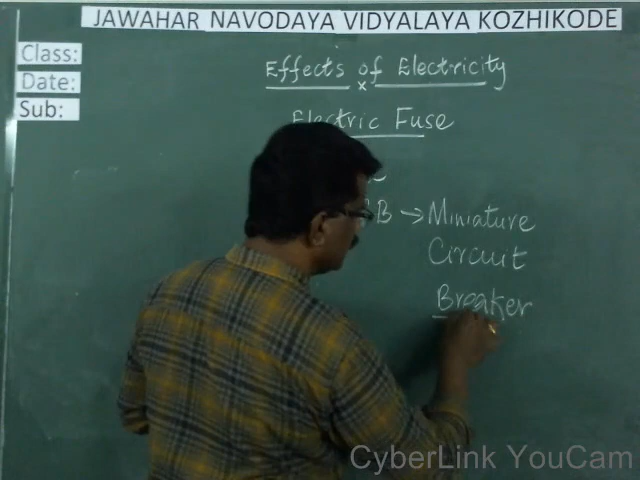 JAWAHAR NAVODAYA VIDYALAYA KOZHIKODE
Class:
Date:
Sub:
Effects of Electricity
x
Electric Fuse
B → Miniature
Circuit
Breaker
CyberLink YouCam